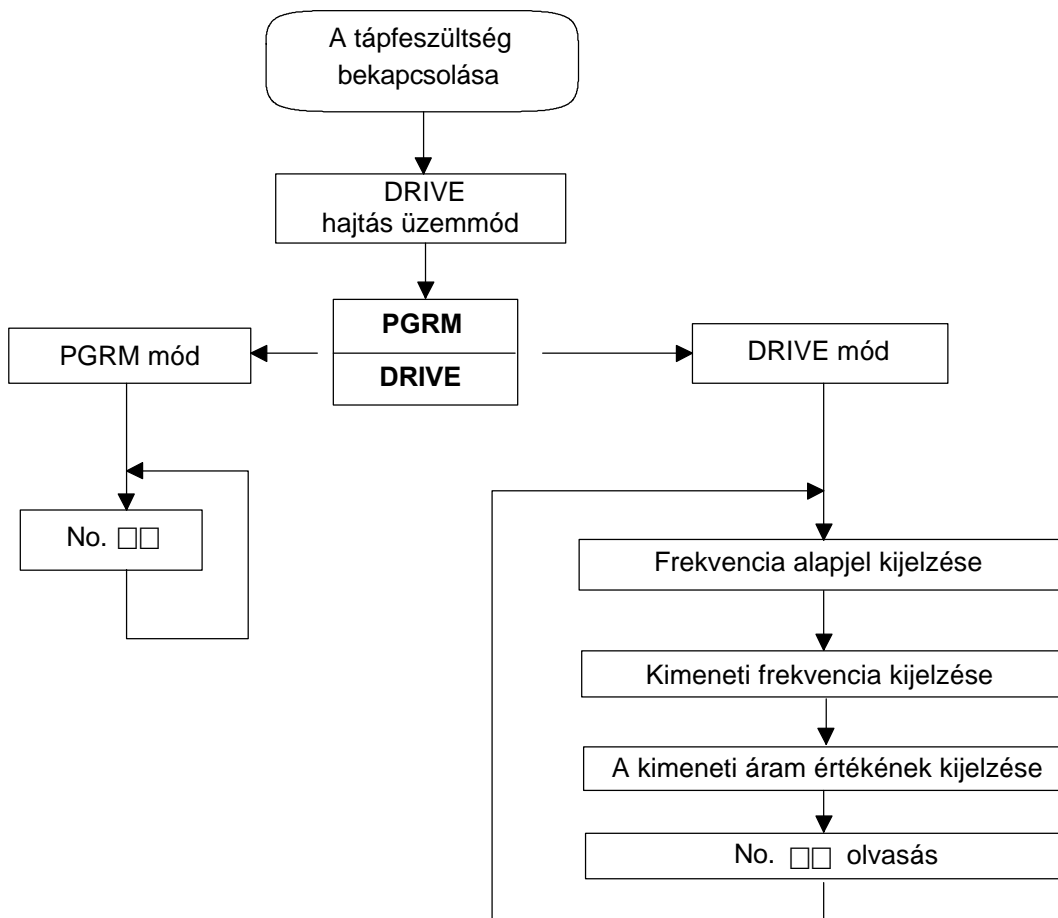 A tápfeszültség
bekapcsolása
DRIVE
hajtás üzemmód
PGRM
DRIVE
PGRM mód
DRIVE mód
No. □□
Frekvencia alapjel kijelzése
Kimeneti frekvencia kijelzése
A kimeneti áram értékének kijelzése
No. □□ olvasás